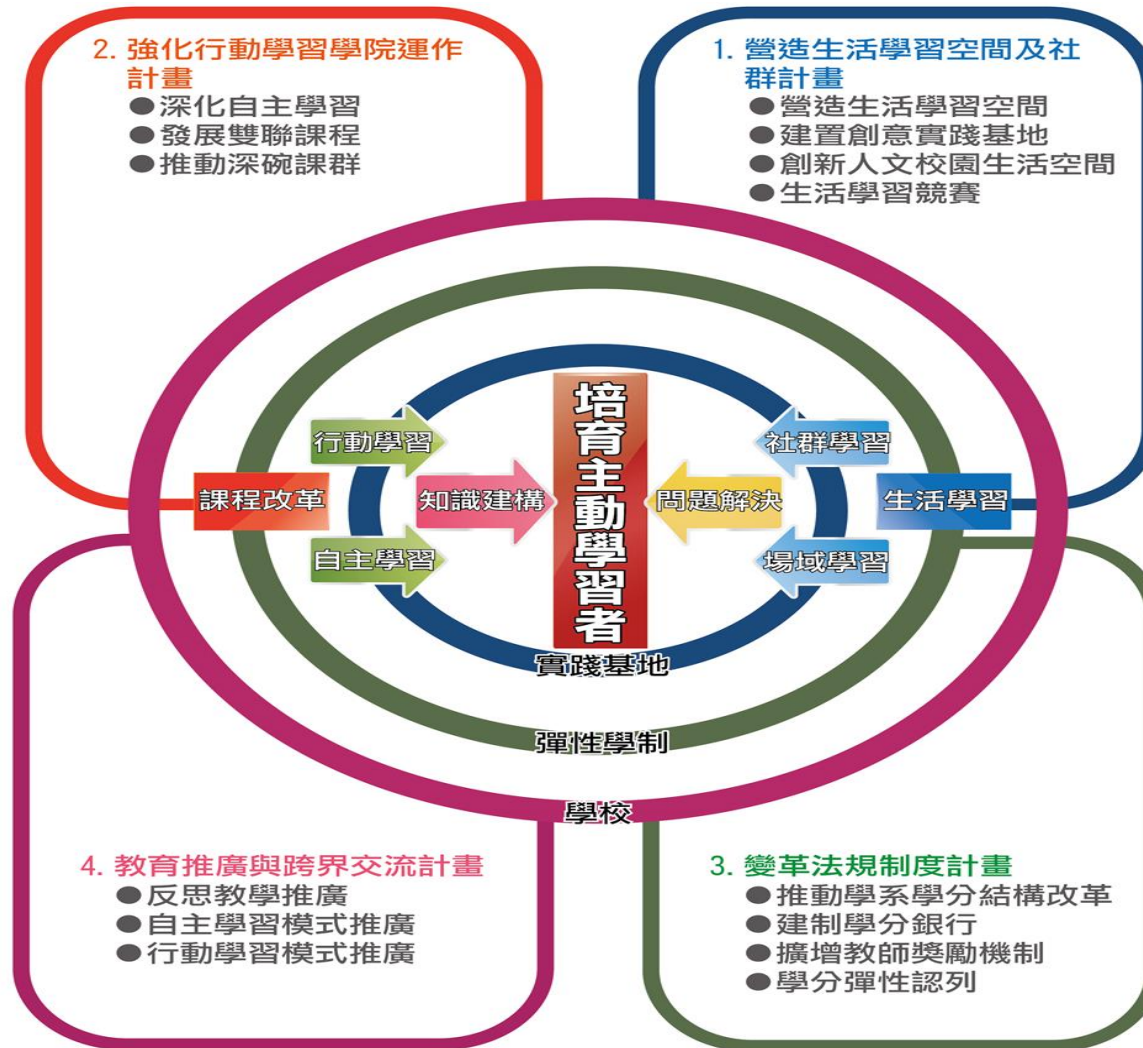 2. 強化行動學習學院運作
計畫
●深化自主學習
●發展雙聯課程
●推動深碗課群
1. 營造生活學習空間及社
群計畫
●營造生活學習空間
●建置創意實踐基地
●創新人文校園生活空間
●生活學習競賽
課程改革
行動學習
自主學習
知識建構
培育主動學習者
問題解決
社群學習
場域學習
生活學習
實踐基地
彈性學制
學校
4. 教育推廣與跨界交流計畫
●反思教學推廣
●自主學習模式推廣
●行動學習模式推廣
3. 變革法規制度計畫
●推動學系學分結構改革
●建制學分銀行
●擴增教師獎勵機制
●學分彈性認列